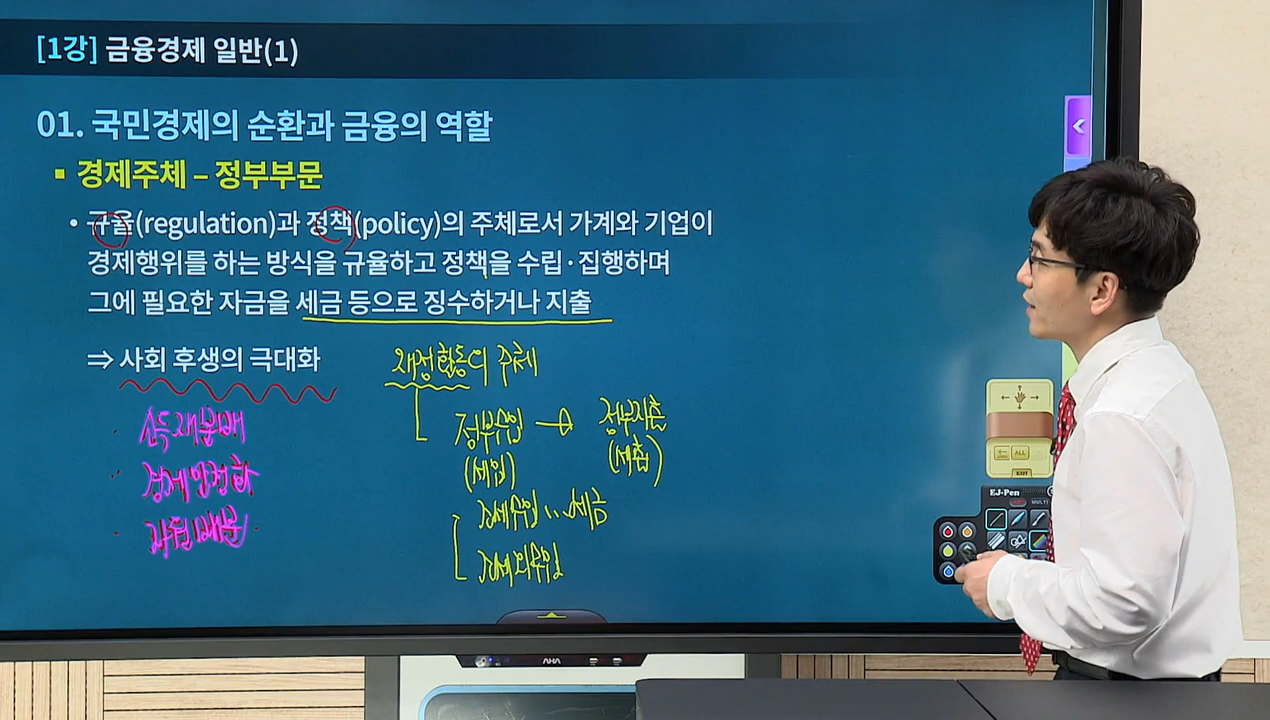 [1강] 금융경제 일반(1)
01. 국민경제의 순환과 금융의 역할
▪ 경제주체 – 정부부문
• 규율(regulation)과 정책(policy)의 주체로서 가계와 기업이
경제행위를 하는 방식을 규율하고 정책을 수립·집행하며
그에 필요한 자금을 세금 등으로 징수하거나 지출
⇒ 사회 후생의 극대화
재정활동의 주체
소득재분배
경제안정화
자원배분
정부수입 → 정부지출
(세입) (세출)
조세수입 ... 세금
조세외수입
ALL
EXIT
EJ-Pen
MULTI
AHA